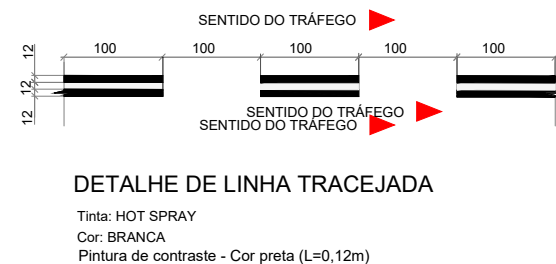 SENTIDO DO TRÁFEGO
100 100 100 100 100
12
12
12
SENTIDO DO TRÁFEGO
SENTIDO DO TRÁFEGO
DETALHE DE LINHA TRACEJADA
Tinta: HOT SPRAY
Cor: BRANCA
Pintura de contraste - Cor preta (L=0,12m)